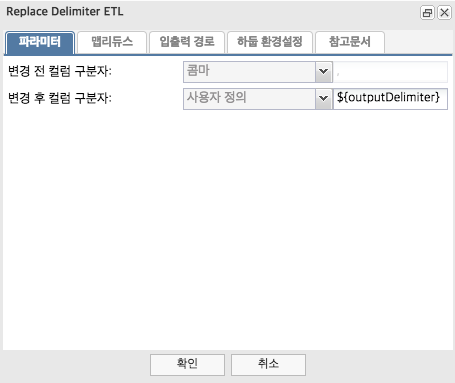 Replace Delimiter ETL
파라미터 맵리듀스 입출력 경로 하둡 환경설정 참고문서
변경 전 컬럼 구분자: 콤마 ,
변경 후 컬럼 구분자: 사용자 정의 ${outputDelimiter}
확인 취소